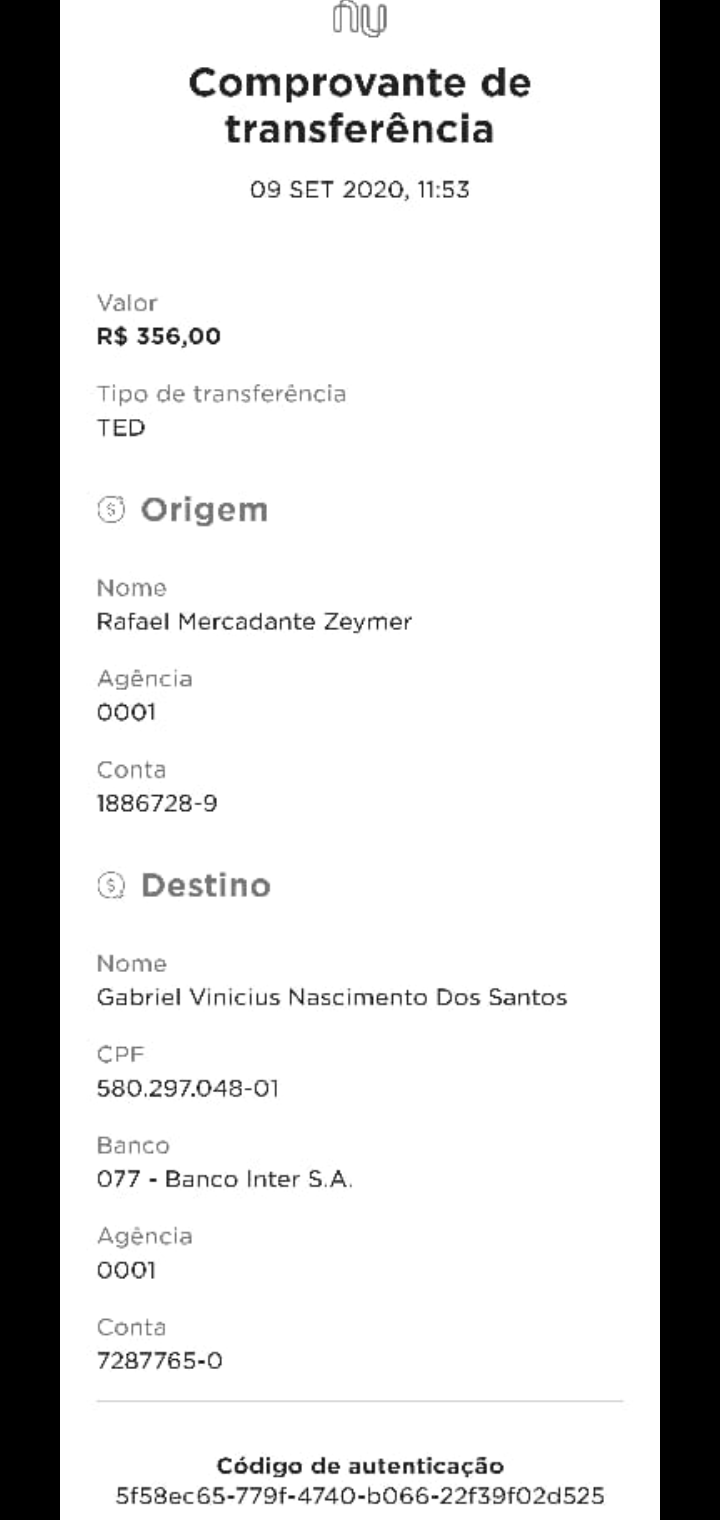 nu
Comprovante de
transferência
09 SET 2020, 11:53
Valor
R$ 356,00
Tipo de transferência
TED
Origem
Nome
Rafael Mercadante Zeymer
Agência
0001
Conta
1886728-9
Destino
Nome
Gabriel Vinicius Nascimento Dos Santos
CPF
580.297.048-01
Banco
077 - Banco Inter S.A.
Agência
0001
Conta
7287765-0
Código de autenticação
5f58ec65-779f-4740-b066-22f39f02d525